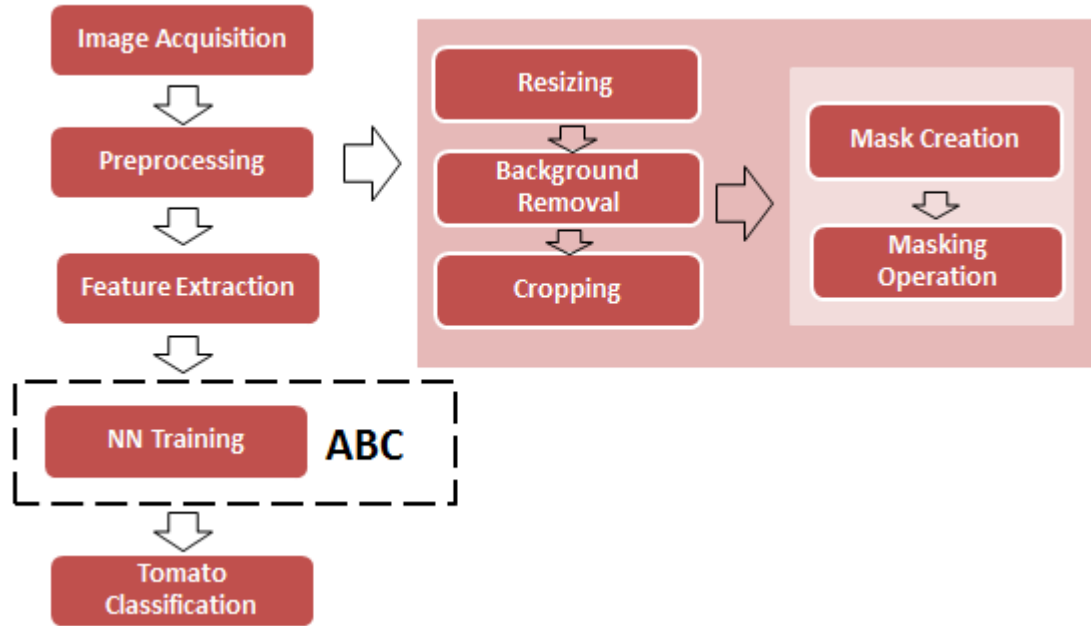 Image Acquisition
Preprocessing
Feature Extraction
NN Training
ABC
Tomato
Classification
Resizing
Background
Removal
Cropping
Mask Creation
Masking
Operation